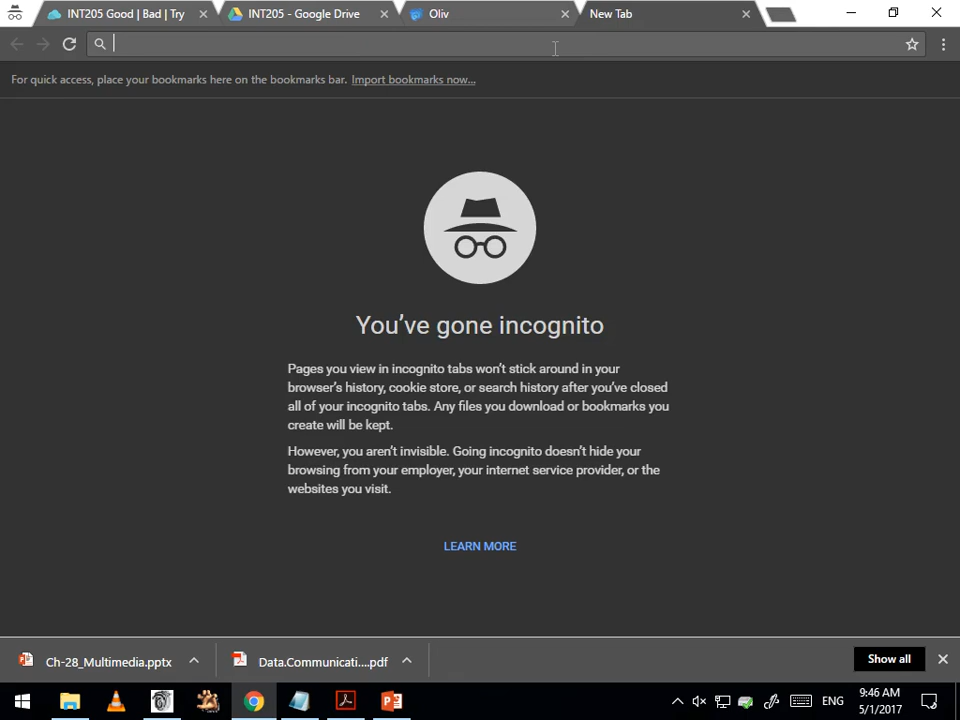 INT205 Good | Bad | Try
INT205 - Google Drive
Oliv
New Tab
For quick access, place your bookmarks here on the bookmarks bar. Import bookmarks now...
You've gone incognito
Pages you view in incognito tabs won't stick around in your
browser's history, cookie store, or search history after you've closed
all of your incognito tabs. Any files you download or bookmarks you
create will be kept.
However, you aren't invisible. Going incognito doesn't hide your
browsing from your employer, your internet service provider, or the
websites you visit.
LEARN MORE
Ch-28_Multimedia.pptx
Data.Communicati....pdf
Show all
ENG
9:46 AM
5/1/2017